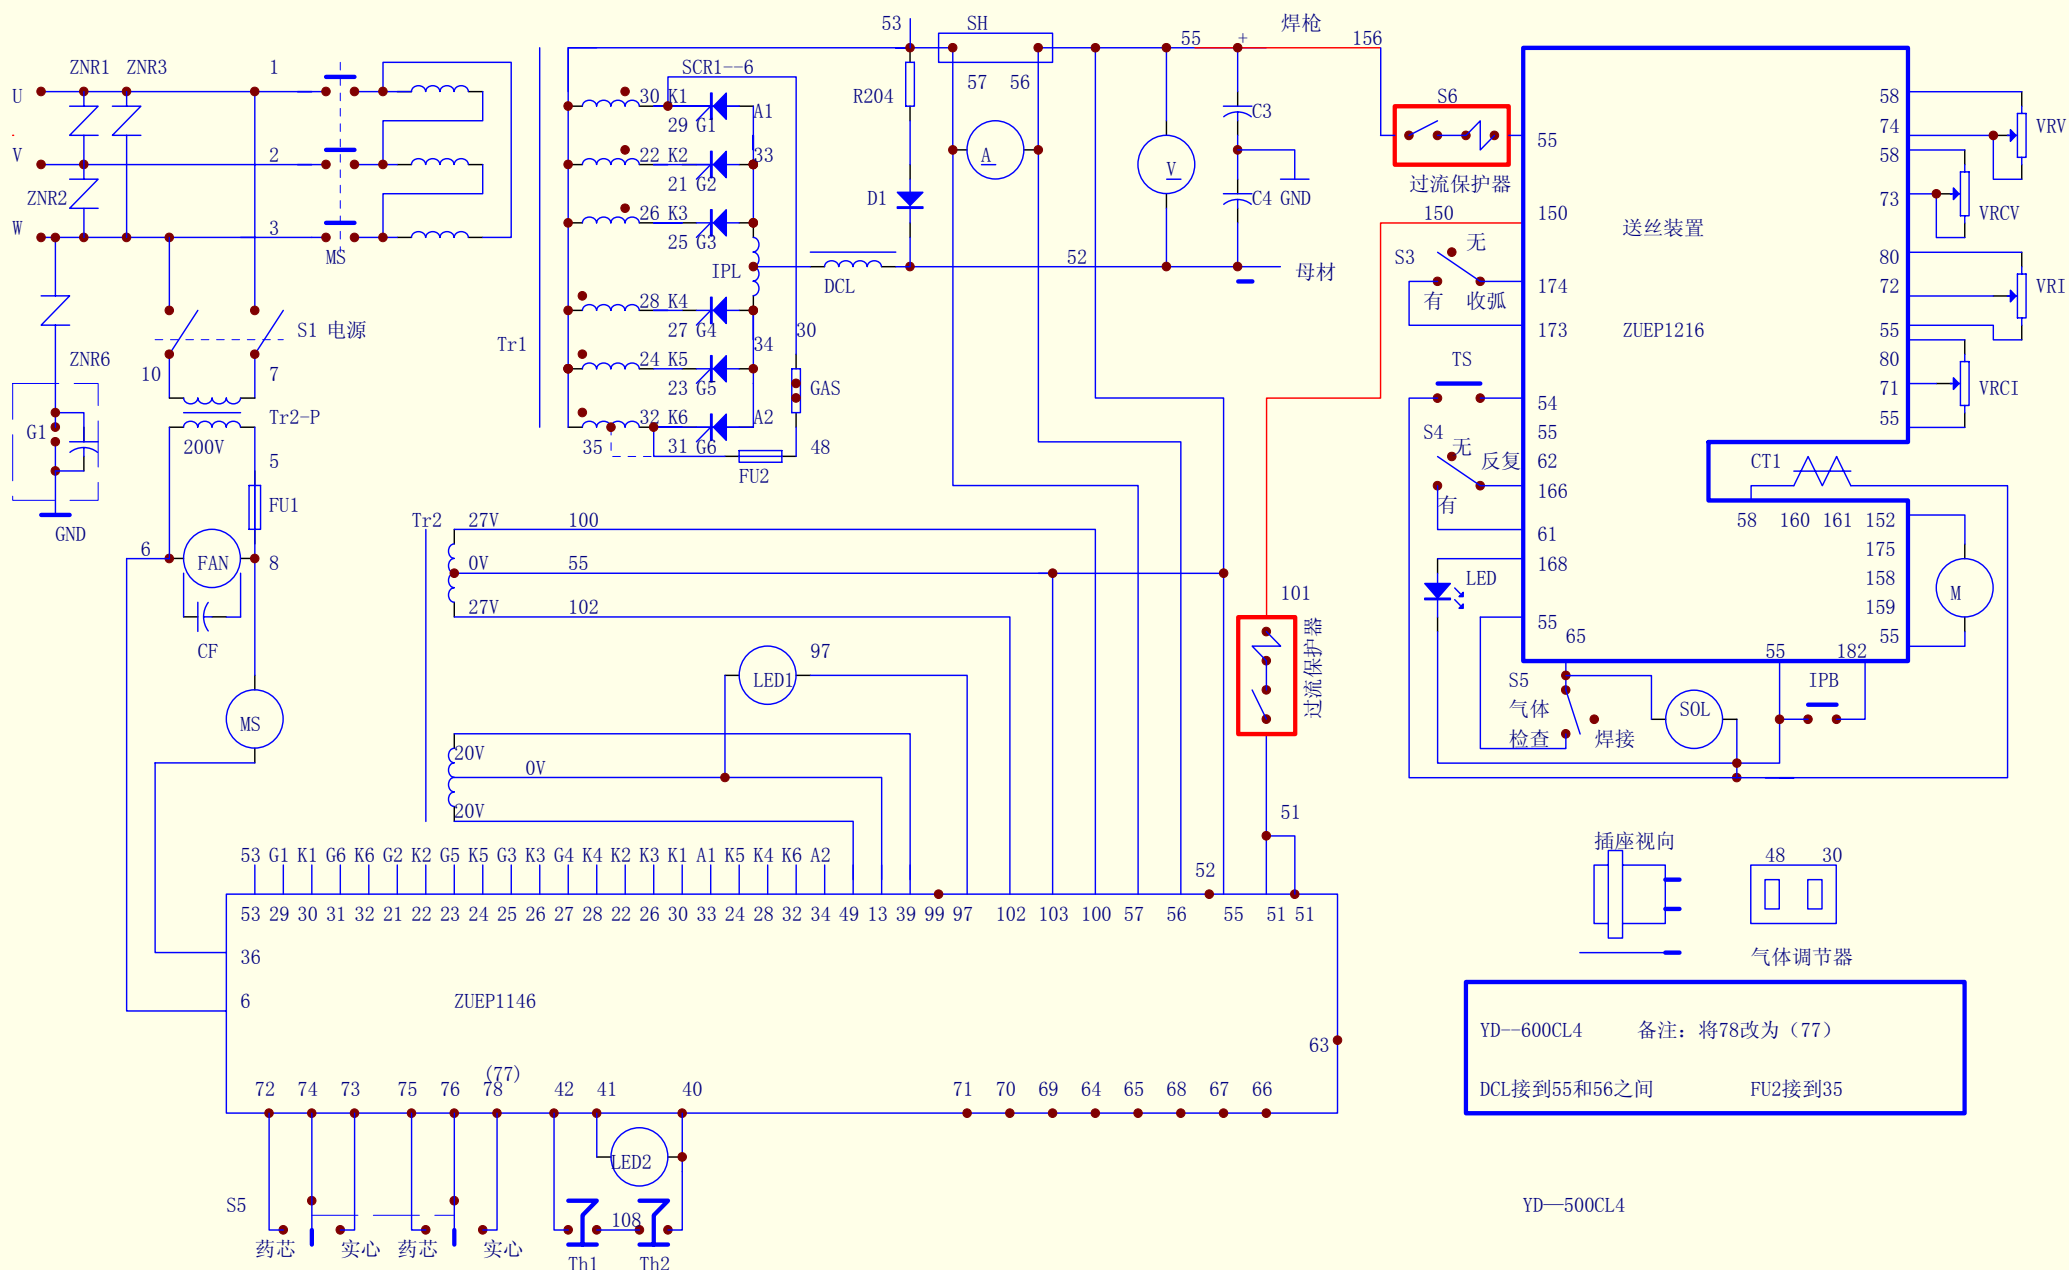 53 SH 55 + 焊枪 156
ZNR1 ZNR3 1 SCR1--6
57 56
U 30 K1 R204 S6 58
A1 C3
29 G1 74 VRV
55
V 2 22 K2 33 A V 58
21 G2 过流保护器
ZNR2 26 K3 D1 C4 GND 73
150 150 VRCV
W 3 25 G3 送丝装置
无
MS IPL 52 S3 80
母材
DCL 174 72 VRI
28 K4 有 收弧
S1 电源 27 G4 30 173 ZUEP1216 55
Tr1 34
ZNR6 24 K5 TS 80
10 7 23 G5 GAS 71 VRCI
54
G1 Tr2-P 32 K6 A2 55
200V 35 31 G6 48 S4 55
无 反复 62 CT1
5 FU2 166
有
FU1 Tr2 27V 100 58 160 161 152
GND 61
6 175
FAN 8 0V 55 168
LED 158
101 M
27V 102 159
55 65 55
CF 97 过流保护器 55 182
LED1 S5 IPB
气体 SOL
MS 检查 焊接
20V
0V
20V 51
插座视向
53 G1 K1 G6 K6 G2 K2 G5 K5 G3 K3 G4 K4 K2 K3 K1 A1 K5 K4 K6 A2 48 30
52
53 29 30 31 32 21 22 23 24 25 26 27 28 22 26 30 33 24 28 32 34 49 13 39 99 97 102 103 100 57 56 55 51 51
36 气体调节器
6 ZUEP1146
YD--600CL4 备注：将78改为（77）
63
(77)
72 74 73 75 76 78 42 41 40 71 70 69 64 65 68 67 66
DCL接到55和56之间 FU2接到35
LED2
S5 108 YD—500CL4
药芯 实心 药芯 实心
Th1 Th2